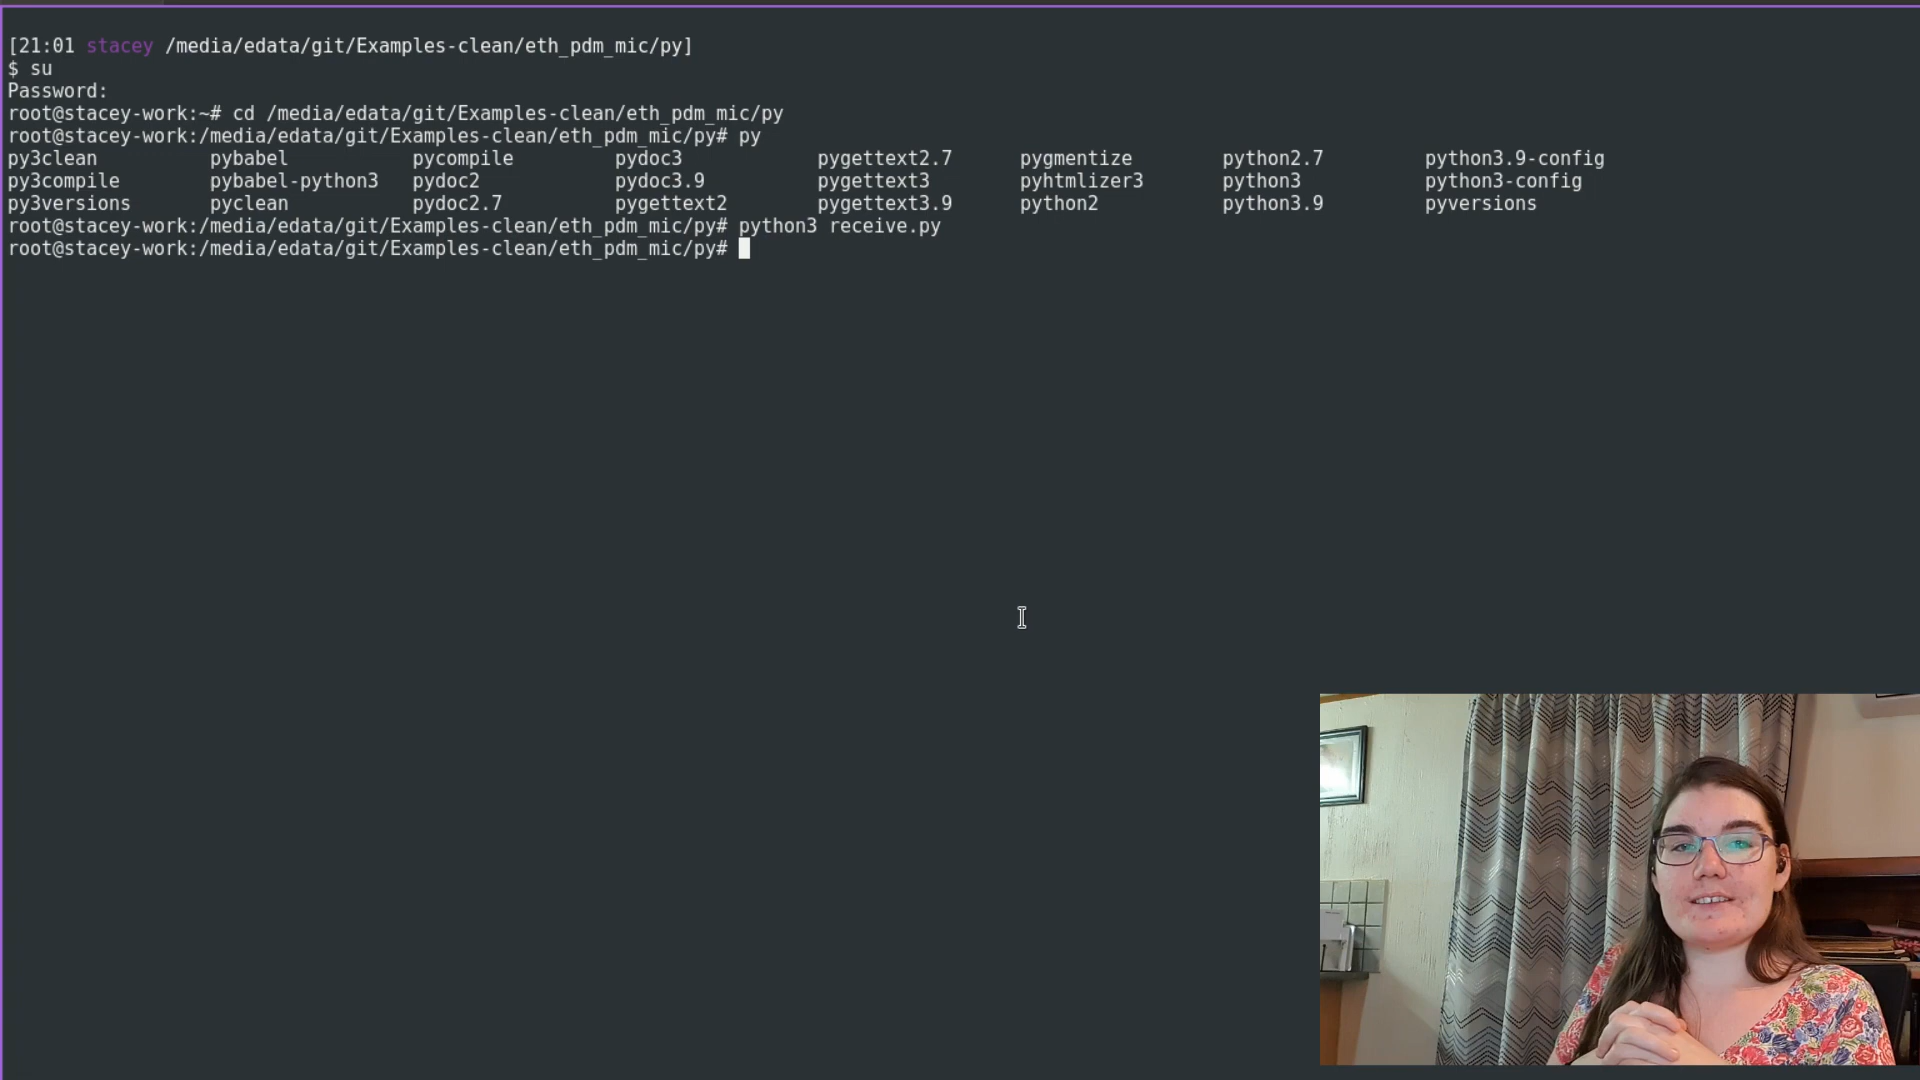 [21:01 stacey /media/edata/git/Examples-clean/eth_pdm_mic/py]
$ su
Password:
root@stacey-work:~# cd /media/edata/git/Examples-clean/eth_pdm_mic/py
root@stacey-work:/media/edata/git/Examples-clean/eth_pdm_mic/py# py
py3clean pybabel pycompile pydoc3 pygettext2.7 pygmentize python2.7 python3.9-config
py3compile pybabel-python3 pydoc2 pydoc3.9 pygettext3 pyhtmlizer3 python3 python3-config
py3versions pyclean pydoc2.7 pygettext2 pygettext3.9 python2 python3.9 pyversions
root@stacey-work:/media/edata/git/Examples-clean/eth_pdm_mic/py# python3 receive.py
root@stacey-work:/media/edata/git/Examples-clean/eth_pdm_mic/py#